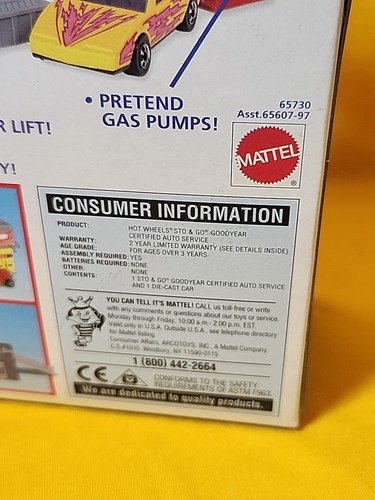 • PRETEND
GAS PUMPS!
65730
Asst.65607-97
R LIFT!
Y!
MATTEL
®
CONSUMER INFORMATION
PRODUCT: HOT WHEELS® STO & GO® GOODYEAR
CERTIFIED AUTO SERVICE
WARRANTY: 2 YEAR LIMITED WARRANTY (SEE DETAILS INSIDE)
AGE GRADE: FOR AGES OVER 3 YEARS
ASSEMBLY REQUIRED: YES
BATTERIES REQUIRED: NONE
OTHER: NONE
CONTENTS: 1 STO & GO® GOODYEAR CERTIFIED AUTO SERVICE
AND 1 DIE-CAST CAR
YOU CAN TELL IT'S MATTEL! CALL us toll-free or write
with any comments or questions about our toys or service.
Monday through Friday, 10:00 a.m.- 2:00 p.m. EST.
Valid only in U.S.A. Outside U.S.A., see telephone directory
for Mattel listing.
Consumer Affairs, ARCOTOYS, INC., A Mattel Company
C.S.#1015, Westbury, NY 11590-0115
1 (800) 442-2664
CE
CONFORMS TO THE SAFETY
REQUIREMENTS OF ASTM F963.
We are dedicated to quality products.